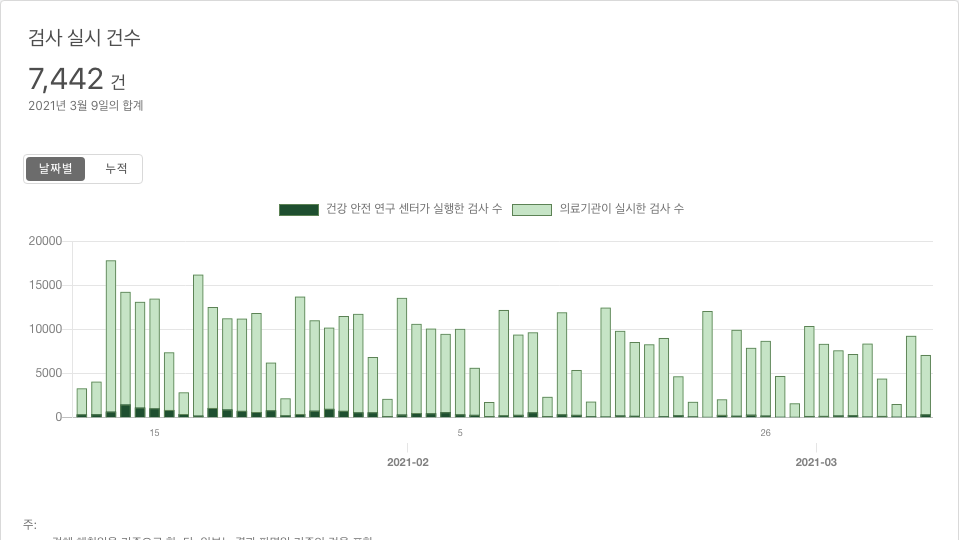 검사 실시 건수
7,442 건
2021년 3월 9일의 합계
날짜별 누적
건강 안전 연구 센터가 실행한 검사 수 의료기관이 실시한 검사 수
20000
15000
10000
5000
0
15 5 26
2021-02 2021-03
주: